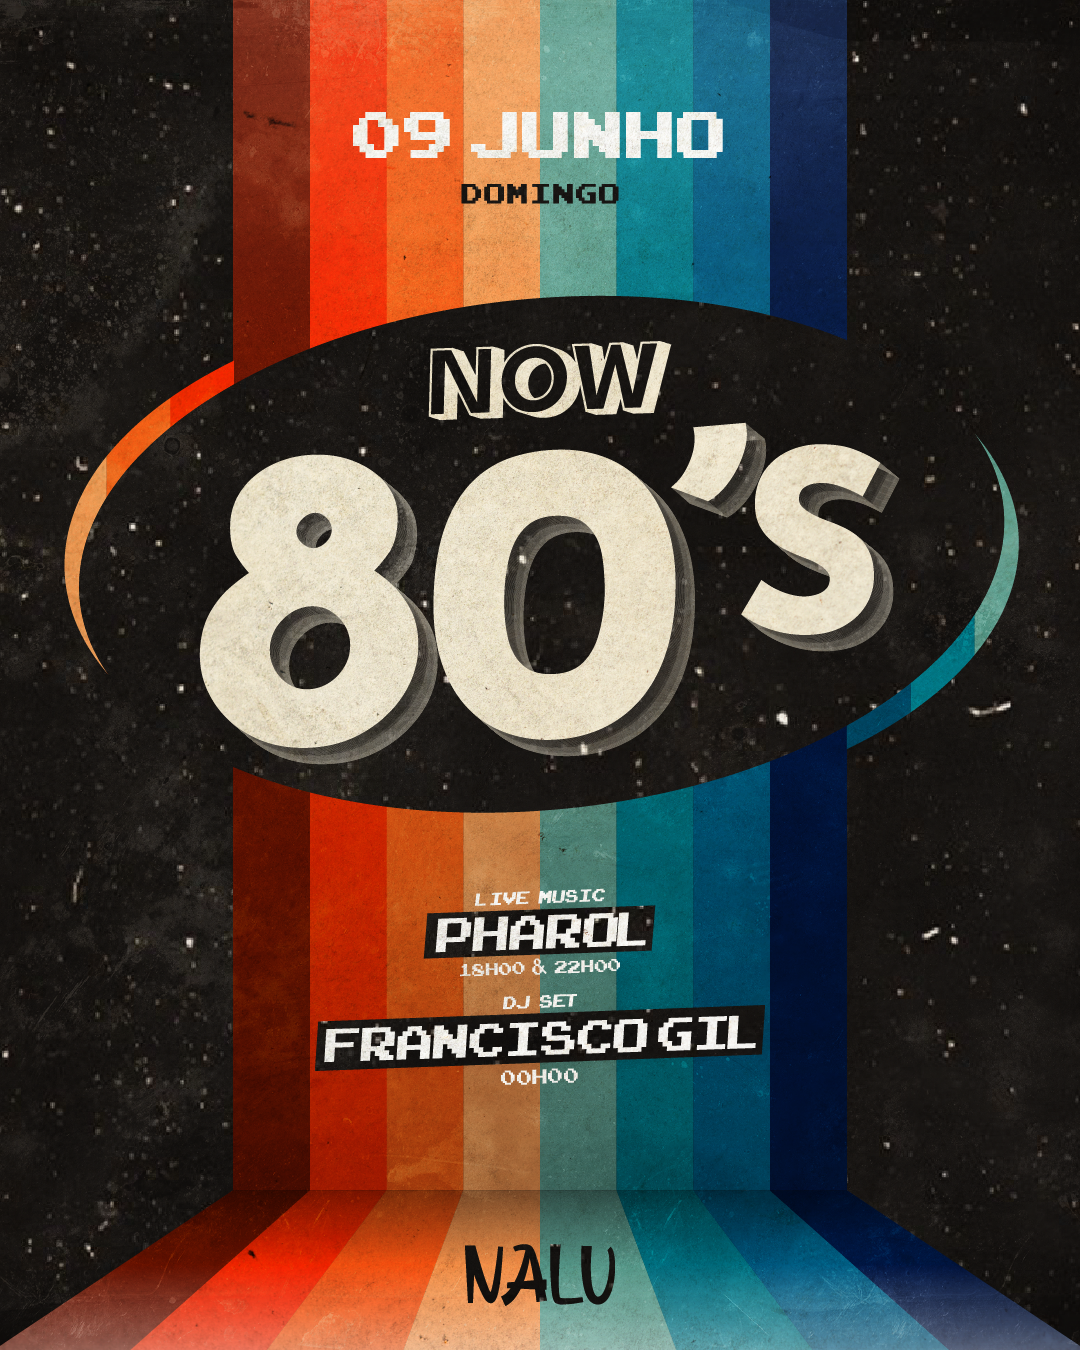 09 JUNHO
DOMINGO
NOW
80'S
LIVE MUSIC
PHAROL
18H00 & 22H00
DJ SET
FRANCISCO GIL
00H00
NALU